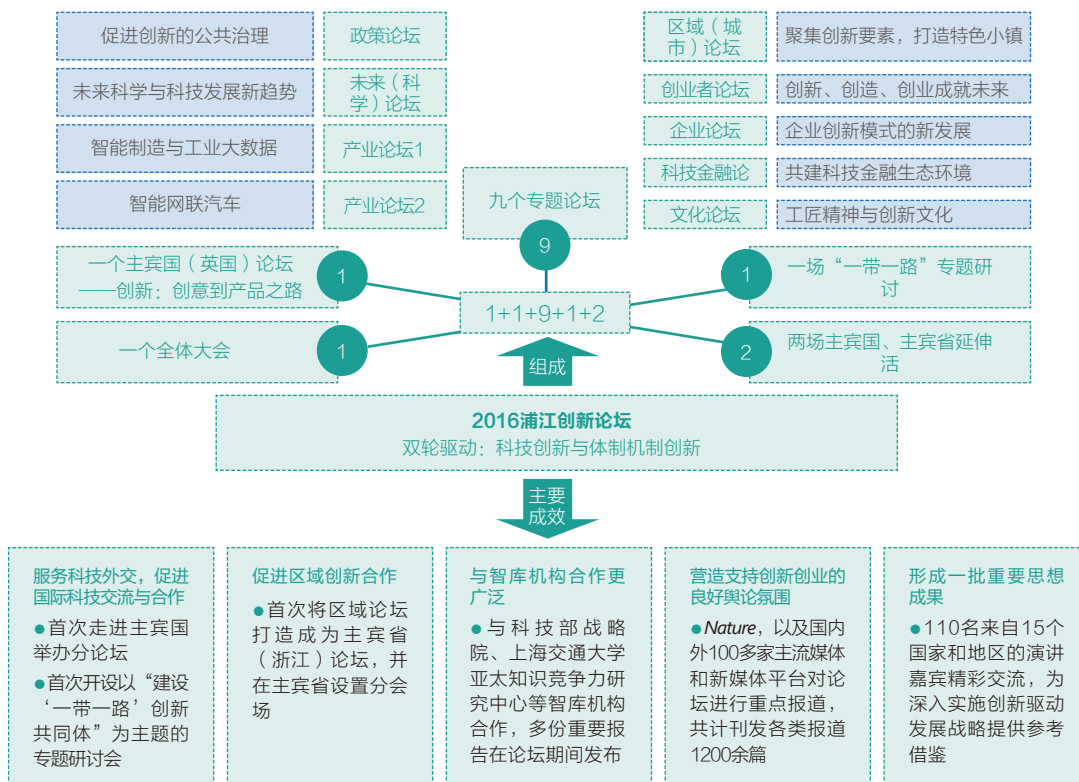 促进创新的公共治理
政策论坛
未来科学与科技发展新趋势
未来（科
学）论坛
智能制造与工业大数据
产业论坛1
智能网联汽车
产业论坛2
九个专题论坛
9
区域（城
市）论坛
聚集创新要素，打造特色小镇
创业者论坛
创新、创造、创业成就未来
企业论坛
企业创新模式的新发展
科技金融论
共建科技金融生态环境
文化论坛
工匠精神与创新文化
一个主宾国（英国）论坛
——创新：创意到产品之路
1
一个全体大会
1
1+1+9+1+2
1
一场“一带一路”专题研
讨
2
两场主宾国、主宾省延伸
活
组成
2016浦江创新论坛
双轮驱动：科技创新与体制机制创新
主要
成效
服务科技外交，促进
国际科技交流与合作
●首次走进主宾国
举办分论坛
●首次开设以“建设
‘一带一路’创新
共同体”为主题的
专题研讨会
促进区域创新合作
●首次将区域论坛
打造成为主宾省
（浙江）论坛，并
在主宾省设置分会
场
与智库机构合作更
广泛
●与科技部战略
院、上海交通大学
亚太知识竞争力研
究中心等智库机构
合作，多份重要报
告在论坛期间发布
营造支持创新创业的
良好舆论氛围
●Nature，以及国内
外100多家主流媒体
和新媒体平台对论
坛进行重点报道，
共计刊发各类报道
1200余篇
形成一批重要思想
成果
●110名来自15个
国家和地区的演讲
嘉宾精彩交流，为
深入实施创新驱动
发展战略提供参考
借鉴